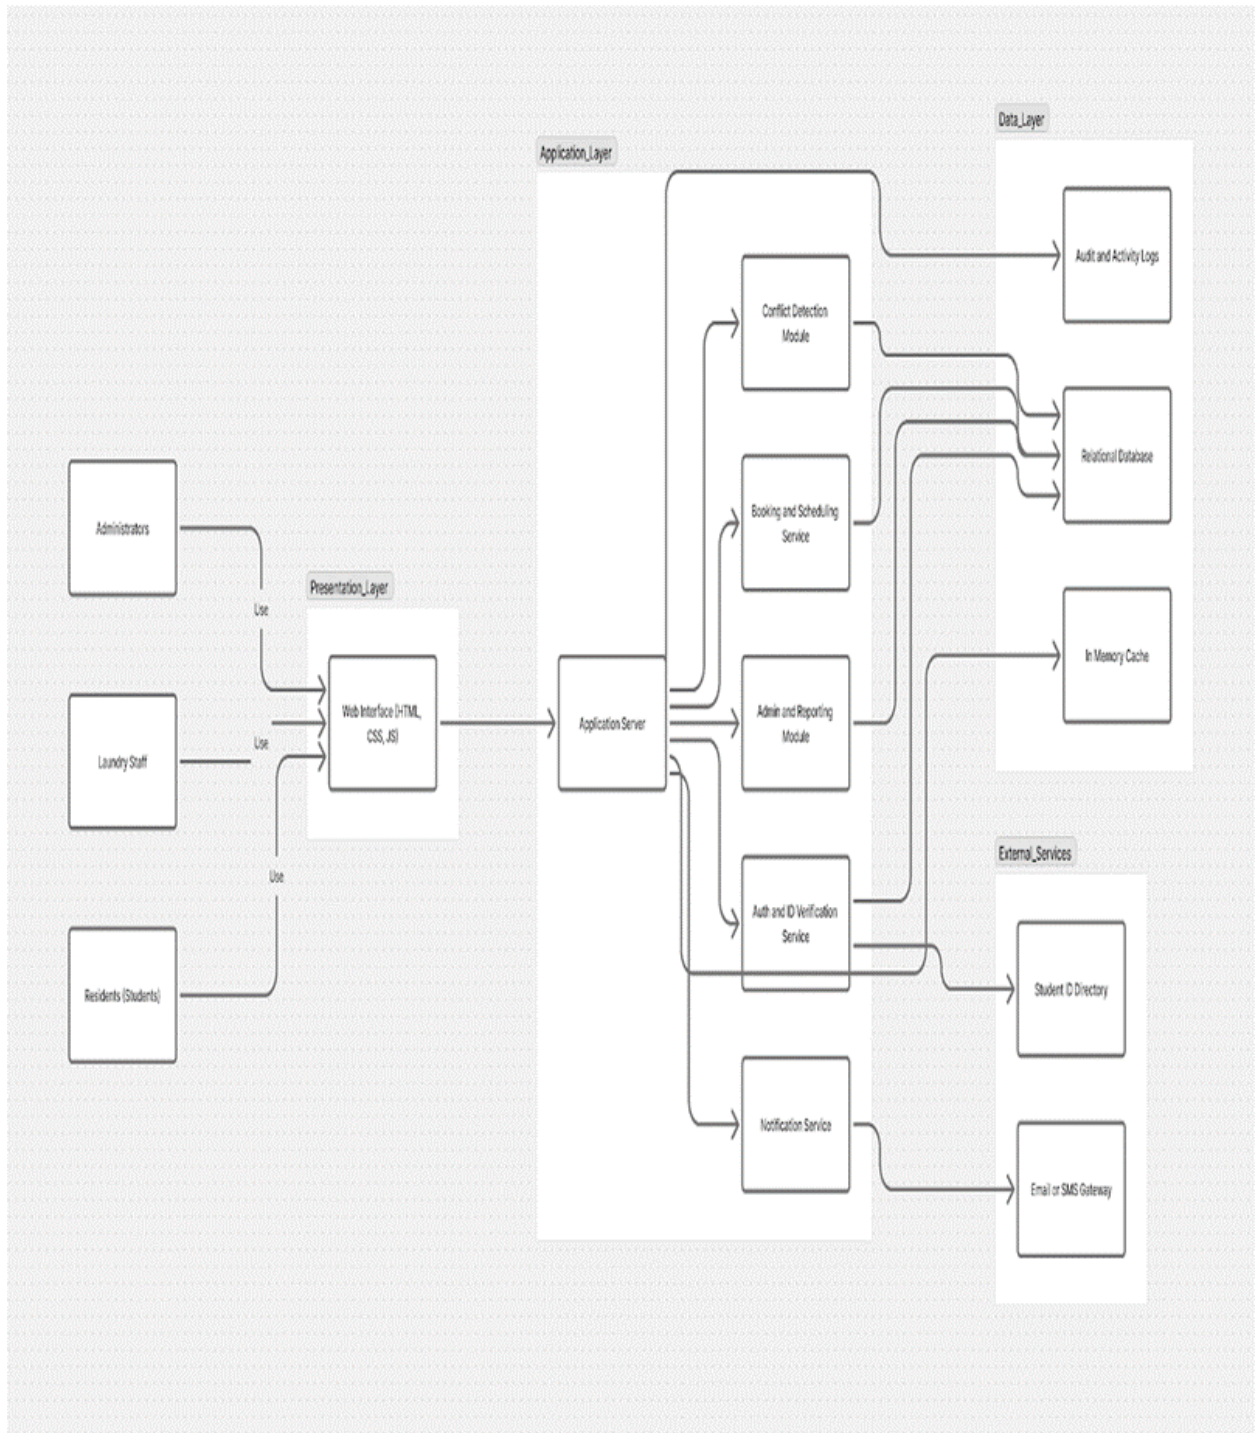 Data_Layer
Application_Layer
Audit and Activity Logs
Conflict Detection
Module
Relational Database
Booking and Scheduling
Service
Administrators
Presentation_Layer
Use
In Memory Cache
Web Interface (HTML,
CSS, JS)
Application Server
Admin and Reporting
Module
Use
Laundry Staff
External_Services
Use
Auth and ID Verification
Service
Residents (Students)
Student ID Directory
Notification Service
Email or SMS Gateway